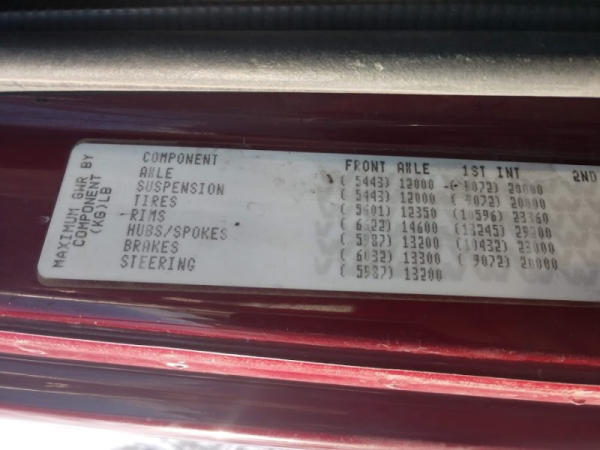 MAXIMUM GWR BY
COMPONENT
(KG)LB
COMPONENT FRONT AXLE 1ST INT 2ND
AXLE ( 5443) 12000 ( 9072) 20000
SUSPENSION ( 5443) 12000 ( 9072) 20000
TIRES ( 5601) 12350 (10596) 23360
RIMS ( 6622) 14600 (13245) 29200
HUBS/SPOKES ( 5987) 13200 (10432) 23000
BRAKES ( 6032) 13300 ( 9072) 20000
STEERING ( 5987) 13200